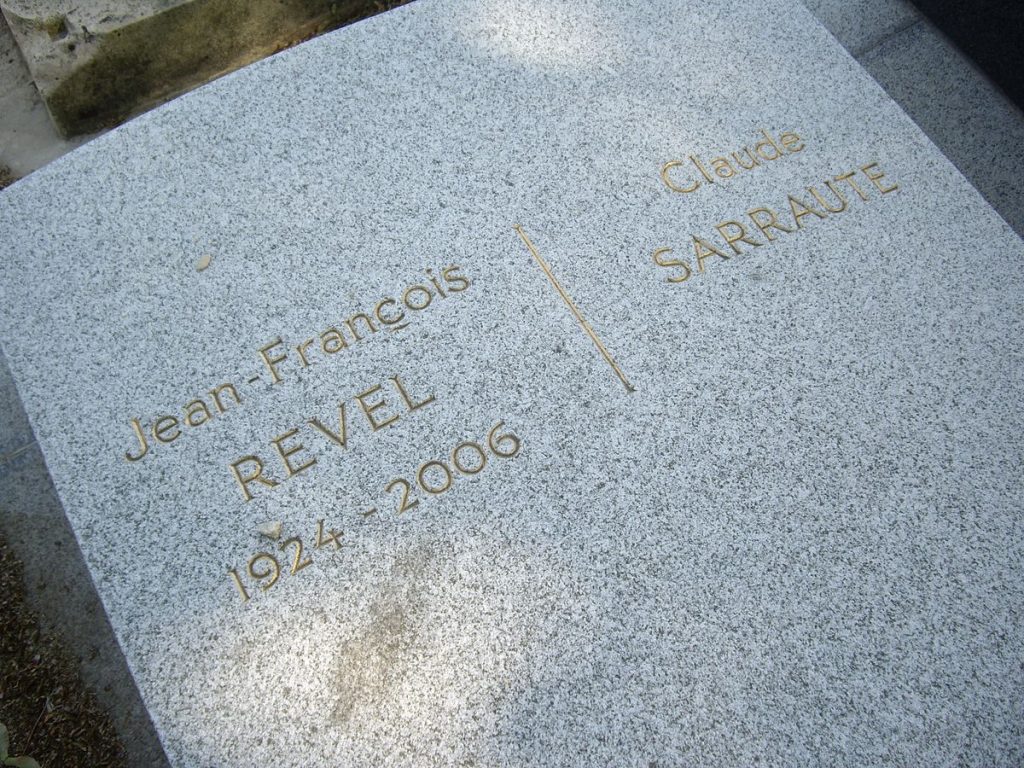 Jean-François
REVEL
1924 - 2006
Claude
SARRAUTE